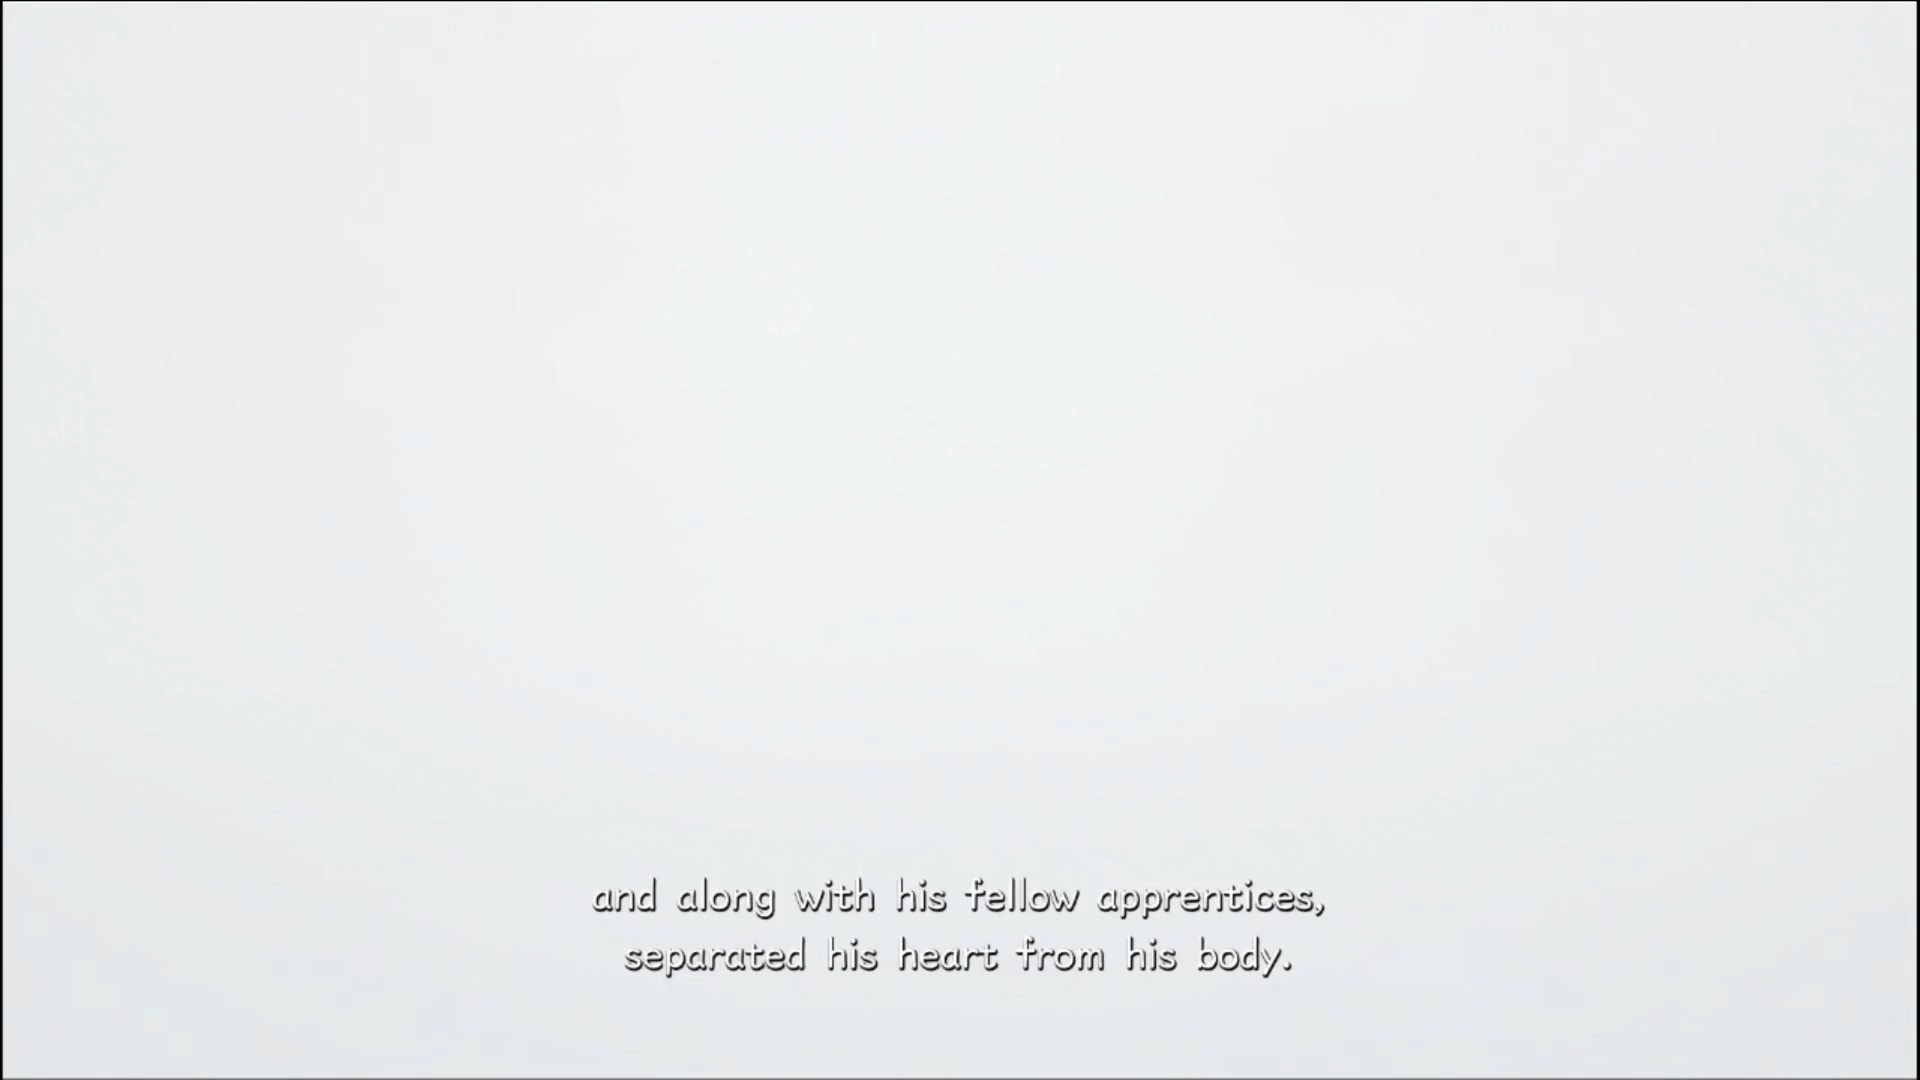 and along with his fellow apprentices,
separated his heart from his body.